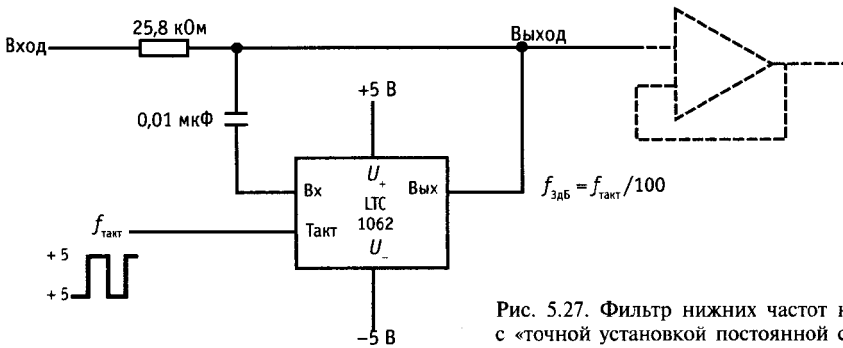 25,8 кОм
Вход
Выход
+5 В
0,01 мкФ
U₊
Вх
Вых
LTC
1062
Такт
U₋
fтакт
f3дБ = fтакт/100
+ 5
+ 5
−5 В
Рис. 5.27. Фильтр нижних частот
с «точной установкой постоянной